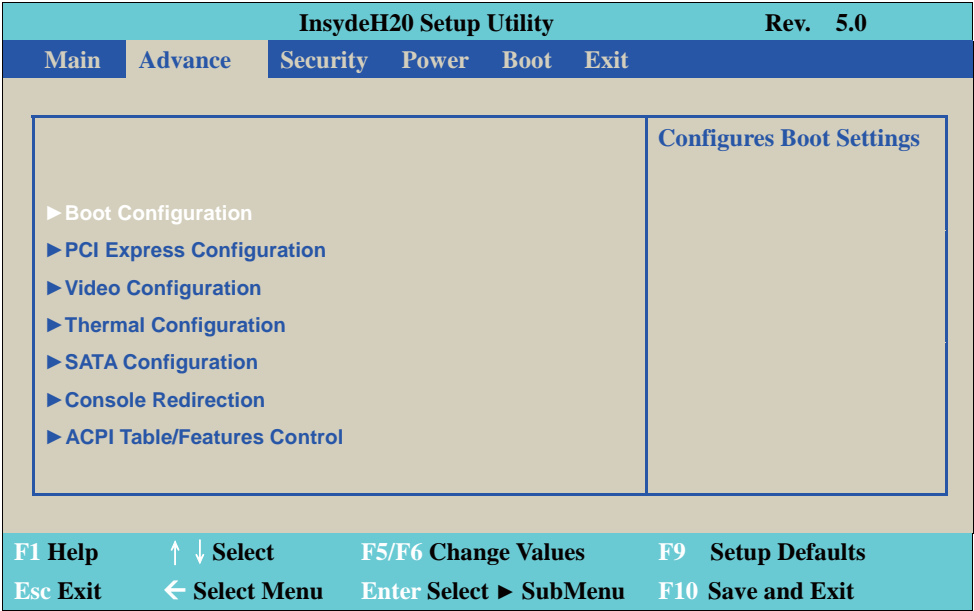 InsydeH20 Setup Utility Rev. 5.0
Main Advance Security Power Boot Exit
Configures Boot Settings
►Boot Configuration
►PCI Express Configuration
►Video Configuration
►Thermal Configuration
►SATA Configuration
►Console Redirection
►ACPI Table/Features Control
F1 Help ↑ ↓ Select F5/F6 Change Values F9 Setup Defaults
Esc Exit ← Select Menu Enter Select ► SubMenu F10 Save and Exit